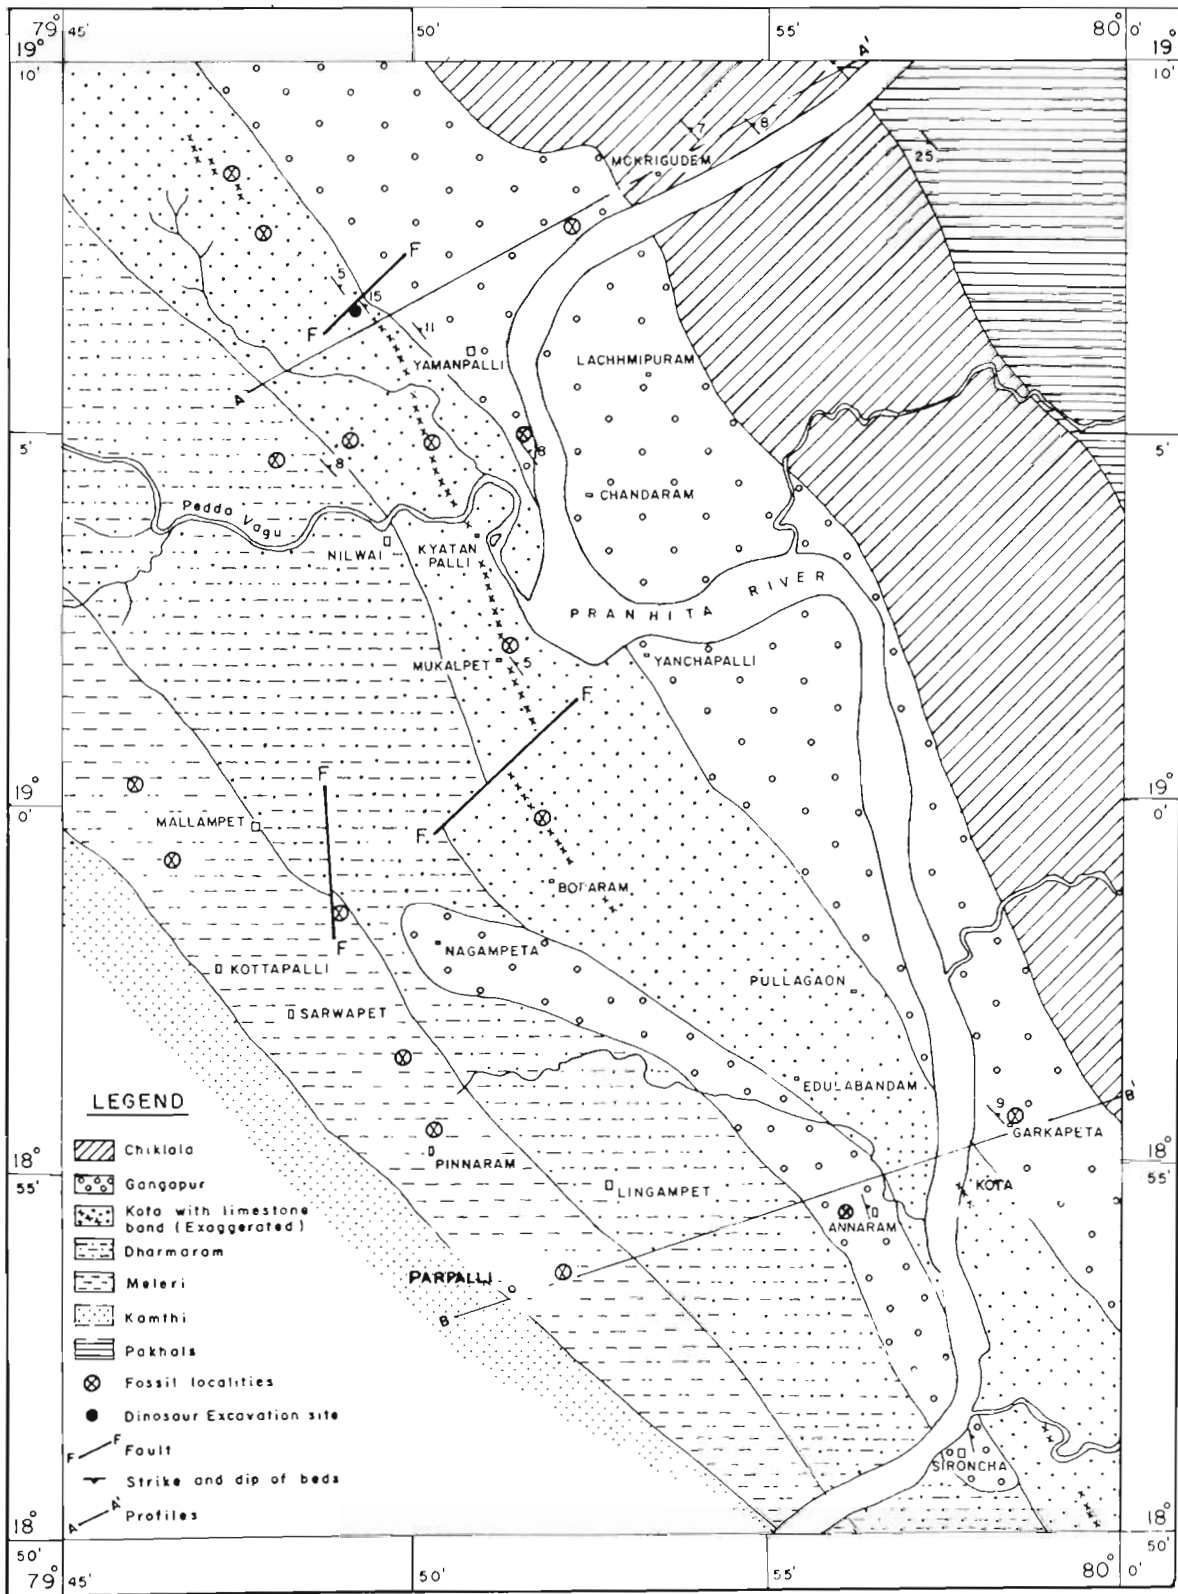 79° 45' 50' 55' 80° 0'
19° 10' 19° 10'
A'
7 8
MOKRIGUDEM
25
F
5
15
F
11
YAMANPALLI
LACHHMIPURAM
A
5' 5'
8
8
CHANDARAM
Pedda Vagu
NILWAI
KYATAN
PALLI
PRANHITA RIVER
MUKALPET
5
YANCHAPALLI
F
F
19° 0' 19° 0'
MALLAMPET
F
BOPARAM
F
NAGAMPETA
KOTTAPALLI
PULLAGAON
SARWAPET
EDULABANDAM
B'
9
GARKAPETA
PINNARAM
18° 55' 18° 55'
LINGAMPET
KOTA
ANNARAM
PARPALLI
B
SIRONCHA
LEGEND
Chiklala
Gangapur
Kota with limestone
band (Exaggerated)
Dharmaram
Meleri
Kamthi
Pakhals
Fossil localities
Dinosaur Excavation site
F F Fault
Strike and dip of beds
A A' Profiles
18° 50' 18° 50'
79° 45' 50' 55' 80° 0'